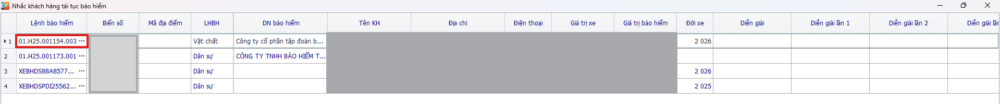 Nhắc khách hàng tái tục bảo hiểm
Lệnh bảo hiểm Biển số Mã địa điểm LHBH DN bảo hiểm Tên KH Địa chỉ Điện thoại Giá trị xe Giá trị bảo hiểm Đời xe Diễn giải Diễn giải lần 1 Diễn giải lần 2 Diễn giải lần
1 01.H25.001154.003 ... Vật chất Công ty cổ phần tập đoàn b... 2 026
2 01.H25.001173.001 ... Dân sự CÔNG TY TNHH BẢO HIỂM T...
3 XEBHDS88A8577... ... Dân sự 2 026
4 XEBHDSPDI25562... ... Dân sự 2 025